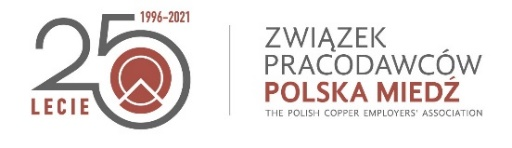 1996-2021
25
LECIE
ZWIĄZEK
PRACODAWCÓW
POLSKA MIEDŹ
THE POLISH COPPER EMPLOYERS' ASSOCIATION